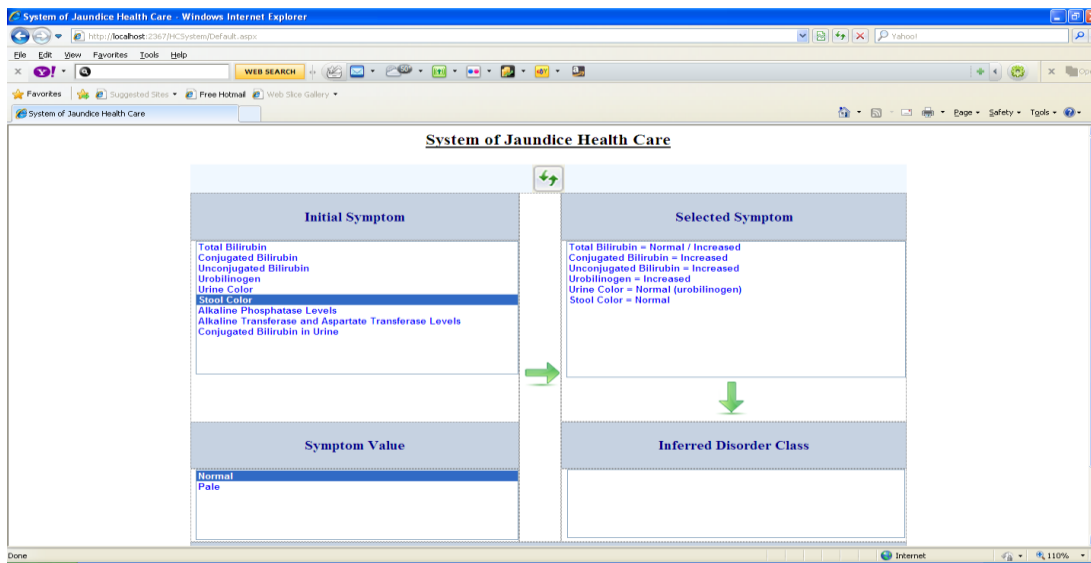 System of Jaundice Health Care - Windows Internet Explorer
http://localhost:2367/HCSystem/Default.aspx
Yahoo!
File Edit View Favorites Tools Help
Y! WEB SEARCH
Favorites Suggested Sites Free Hotmail Web Slice Gallery
System of Jaundice Health Care Page Safety Tools
System of Jaundice Health Care
Initial Symptom
Total Bilirubin
Conjugated Bilirubin
Unconjugated Bilirubin
Urobilinogen
Urine Color
Stool Color
Alkaline Phosphatase Levels
Alkaline Transferase and Aspartate Transferase Levels
Conjugated Bilirubin in Urine
Selected Symptom
Total Bilirubin = Normal / Increased
Conjugated Bilirubin = Increased
Unconjugated Bilirubin = Increased
Urobilinogen = Increased
Urine Color = Normal (urobilinogen)
Stool Color = Normal
Symptom Value
Normal
Pale
Inferred Disorder Class
Done Internet 110%